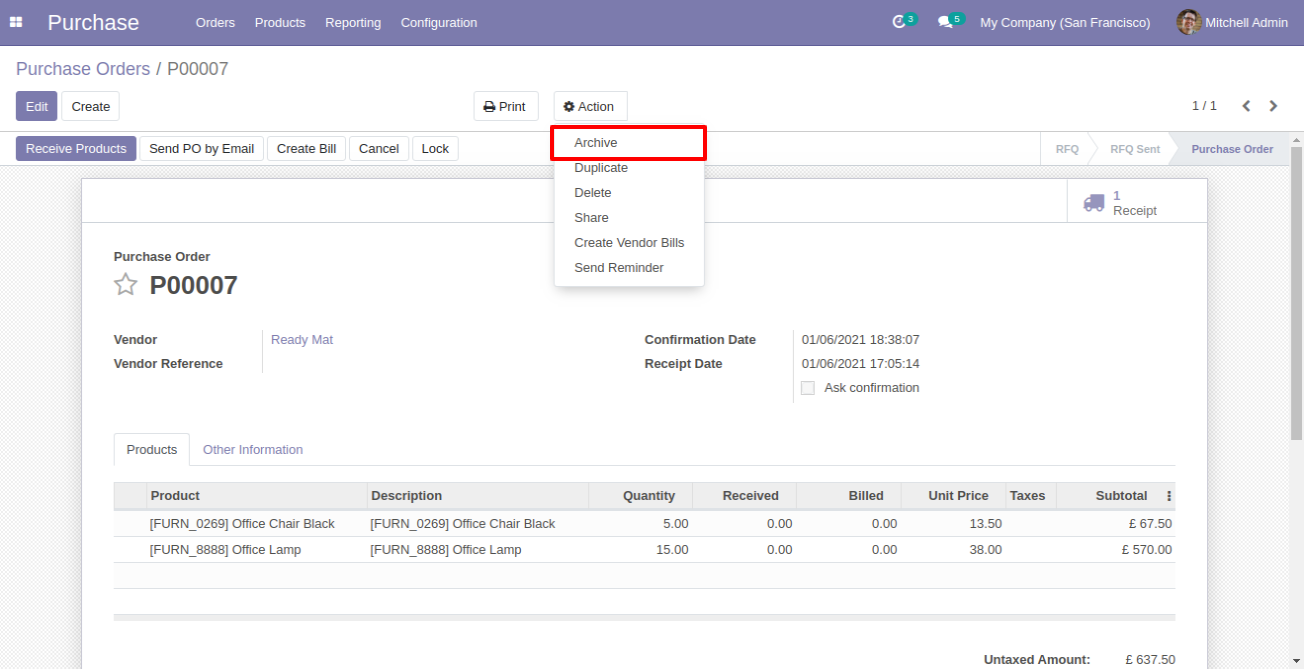 Purchase Orders Products Reporting Configuration 3 5 My Company (San Francisco) Mitchell Admin
Purchase Orders / P00007
Edit Create Print Action 1 / 1
Receive Products Send PO by Email Create Bill Cancel Lock RFQ RFQ Sent Purchase Order
Archive
Duplicate
Delete
Share
Create Vendor Bills
Send Reminder
1
Receipt
Purchase Order
P00007
Vendor Ready Mat
Vendor Reference
Confirmation Date 01/06/2021 18:38:07
Receipt Date 01/06/2021 17:05:14
Ask confirmation
Products Other Information
Product Description Quantity Received Billed Unit Price Taxes Subtotal
[FURN_0269] Office Chair Black [FURN_0269] Office Chair Black 5.00 0.00 0.00 13.50 £ 67.50
[FURN_8888] Office Lamp [FURN_8888] Office Lamp 15.00 0.00 0.00 38.00 £ 570.00
Untaxed Amount: £ 637.50